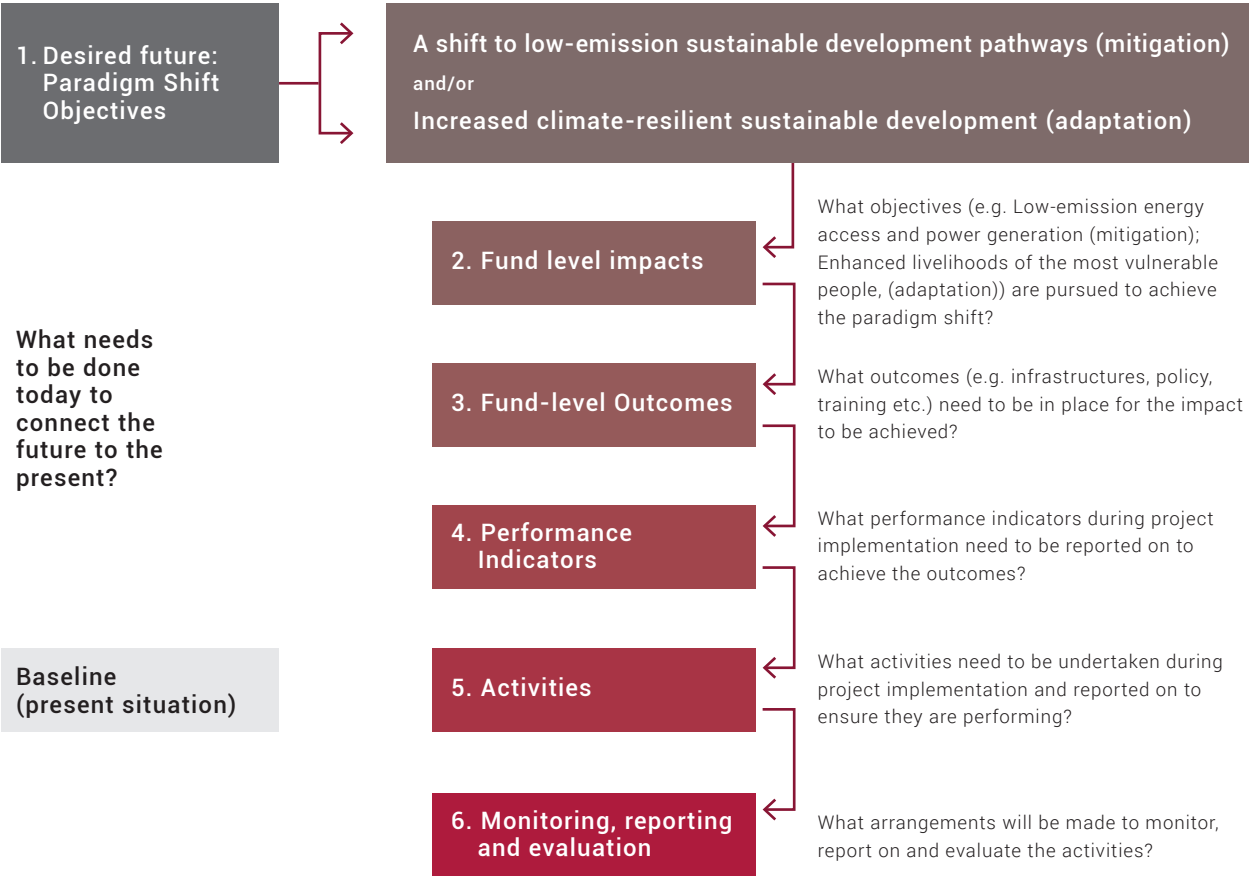 1. Desired future:
Paradigm Shift
Objectives
A shift to low-emission sustainable development pathways (mitigation)
and/or
Increased climate-resilient sustainable development (adaptation)
What needs
to be done
today to
connect the
future to the
present?
2. Fund level impacts
What objectives (e.g. Low-emission energy
access and power generation (mitigation);
Enhanced livelihoods of the most vulnerable
people, (adaptation)) are pursued to achieve
the paradigm shift?
3. Fund-level Outcomes
What outcomes (e.g. infrastructures, policy,
training etc.) need to be in place for the impact
to be achieved?
4. Performance
Indicators
What performance indicators during project
implementation need to be reported on to
achieve the outcomes?
Baseline
(present situation)
5. Activities
What activities need to be undertaken during
project implementation and reported on to
ensure they are performing?
6. Monitoring, reporting
and evaluation
What arrangements will be made to monitor,
report on and evaluate the activities?